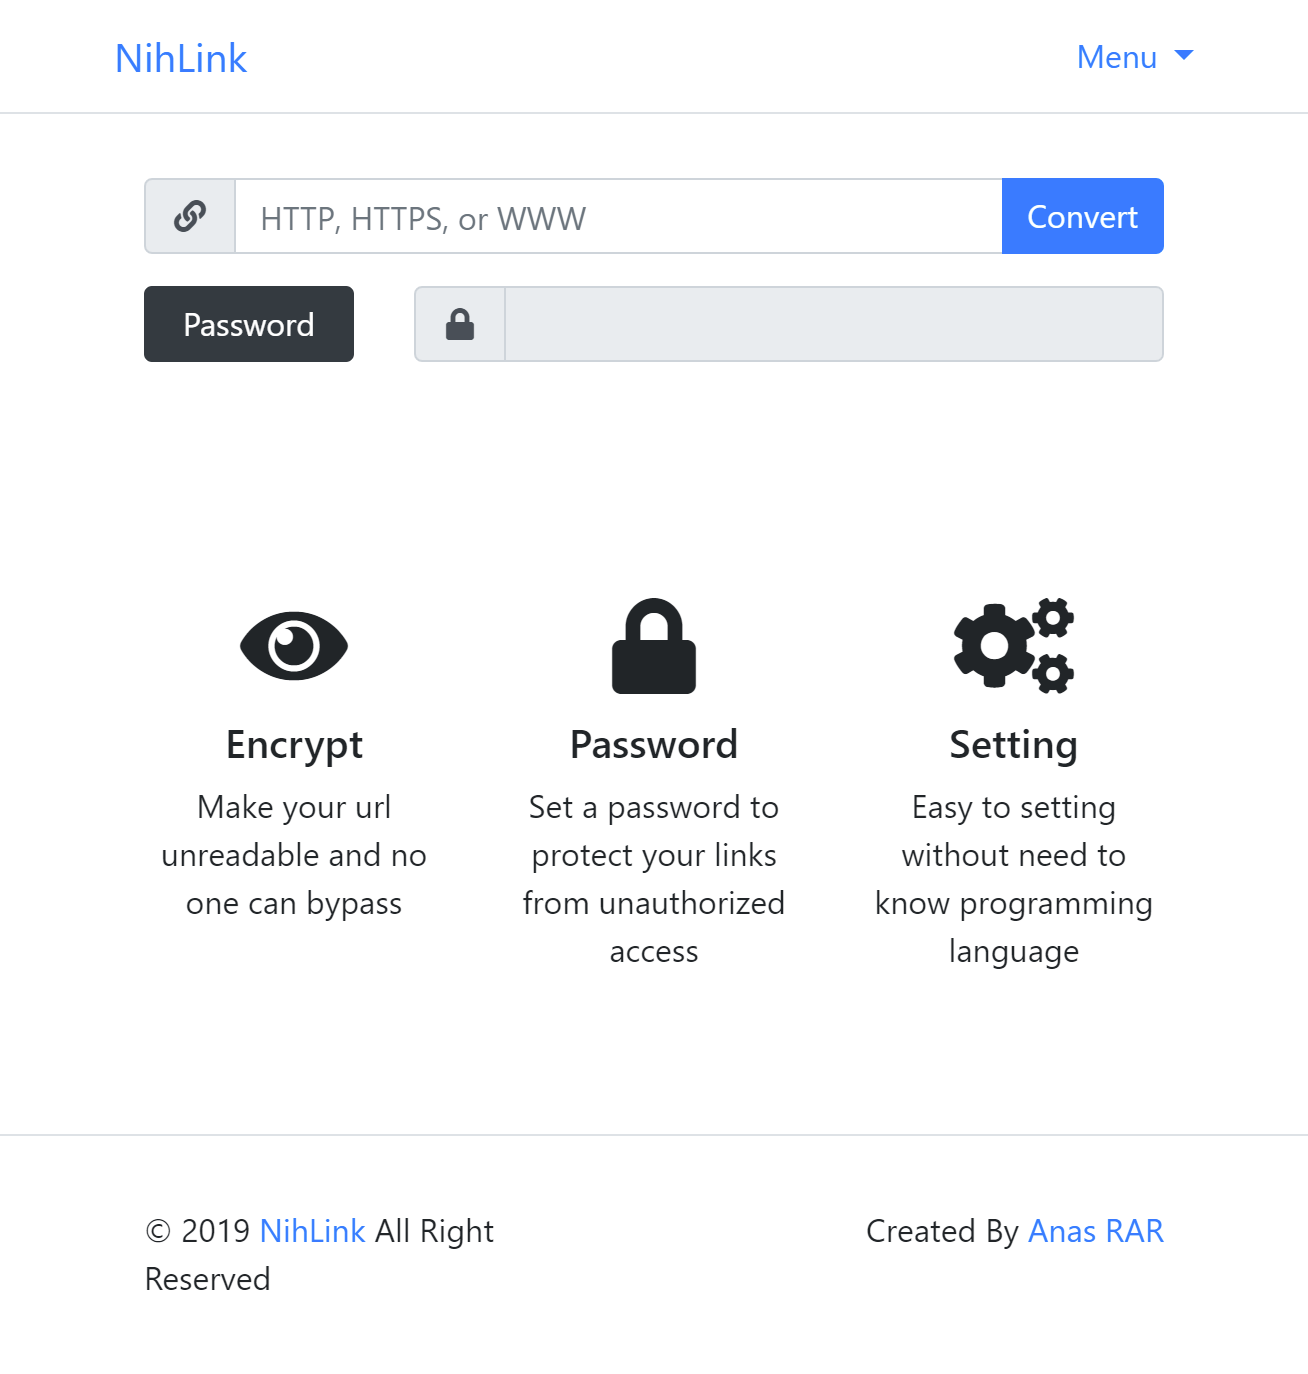 NihLink
Menu
HTTP, HTTPS, or WWW
Convert
Password
Encrypt
Make your url
unreadable and no
one can bypass
Password
Set a password to
protect your links
from unauthorized
access
Setting
Easy to setting
without need to
know programming
language
© 2019 NihLink All Right
Reserved
Created By Anas RAR